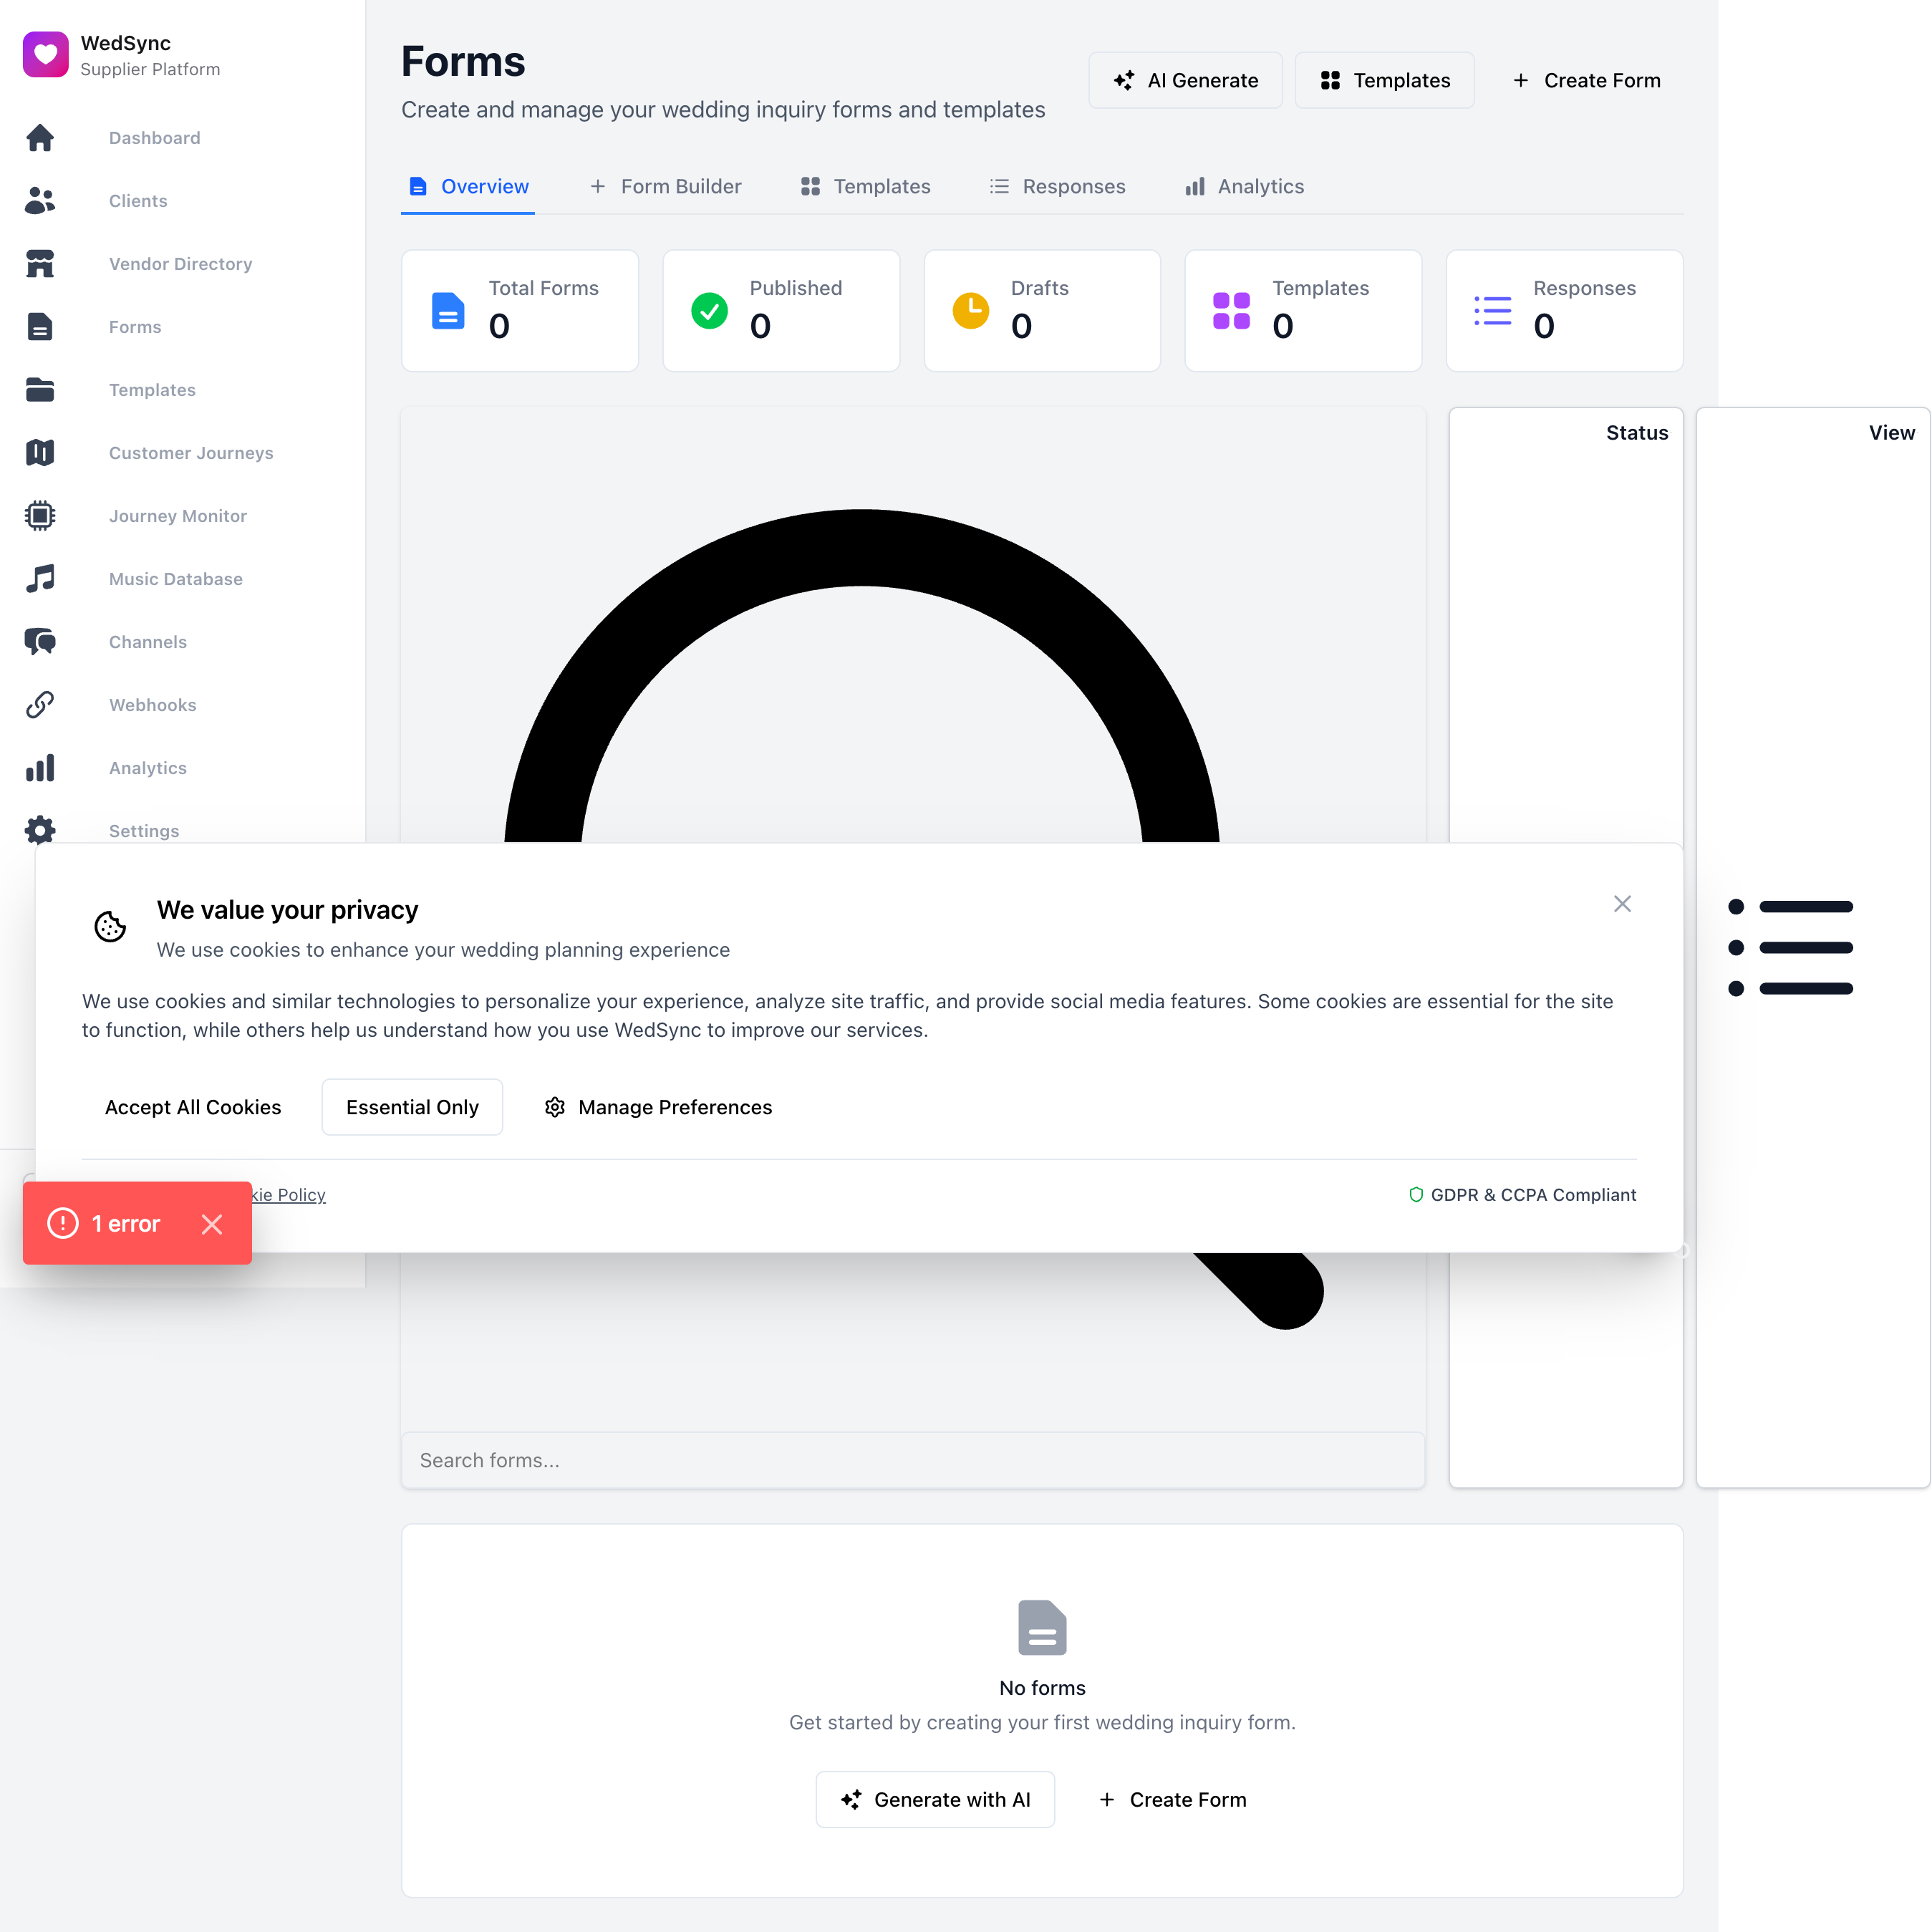 WedSync
Supplier Platform
Dashboard
Clients
Vendor Directory
Forms
Templates
Customer Journeys
Journey Monitor
Music Database
Channels
Webhooks
Analytics
Settings
Forms
Create and manage your wedding inquiry forms and templates
AI Generate
Templates
Create Form
Overview
Form Builder
Templates
Responses
Analytics
Total Forms
0
Published
0
Drafts
0
Templates
0
Responses
0
Status
View
We value your privacy
We use cookies to enhance your wedding planning experience
We use cookies and similar technologies to personalize your experience, analyze site traffic, and provide social media features. Some cookies are essential for the site
to function, while others help us understand how you use WedSync to improve our services.
Accept All Cookies
Essential Only
Manage Preferences
kie Policy
GDPR & CCPA Compliant
1 error
Search forms...
No forms
Get started by creating your first wedding inquiry form.
Generate with AI
Create Form